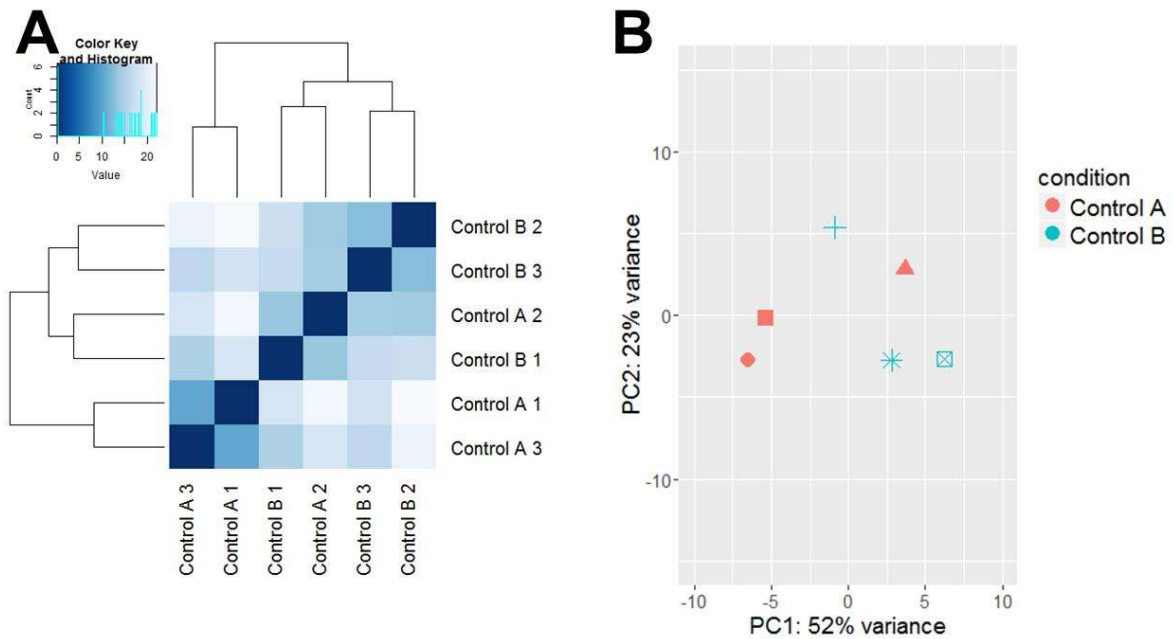 A
Color Key
and Histogram
Count
0 2 4 6
0 5 10 20
Value
Control B 2
Control B 3
Control A 2
Control B 1
Control A 1
Control A 3
Control A 3
Control A 1
Control B 1
Control A 2
Control B 3
Control B 2
B
PC2: 23% variance
10
0
-10
-10 -5 0 5 10
PC1: 52% variance
condition
Control A
Control B